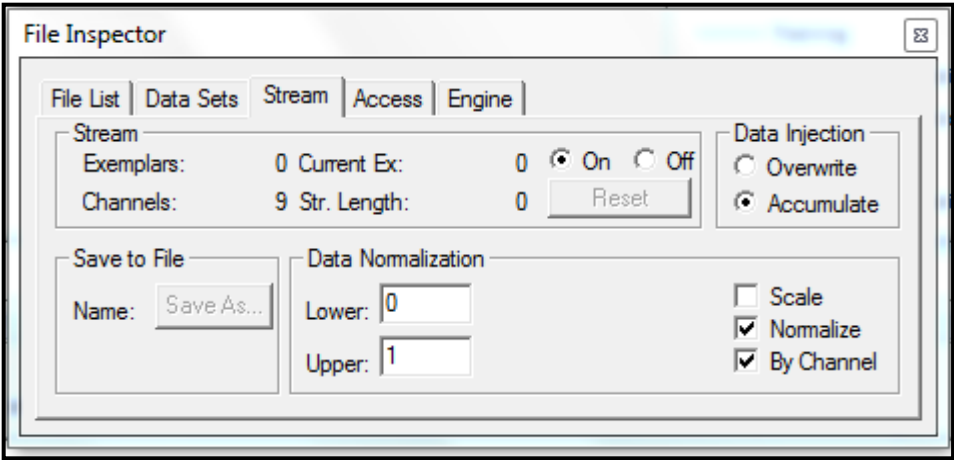 File Inspector
File List Data Sets Stream Access Engine
Stream
Exemplars: 0 Current Ex: 0 On Off
Channels: 9 Str. Length: 0 Reset
Data Injection
Overwrite
Accumulate
Save to File
Name: Save As...
Data Normalization
Lower: 0
Upper: 1
Scale
Normalize
By Channel